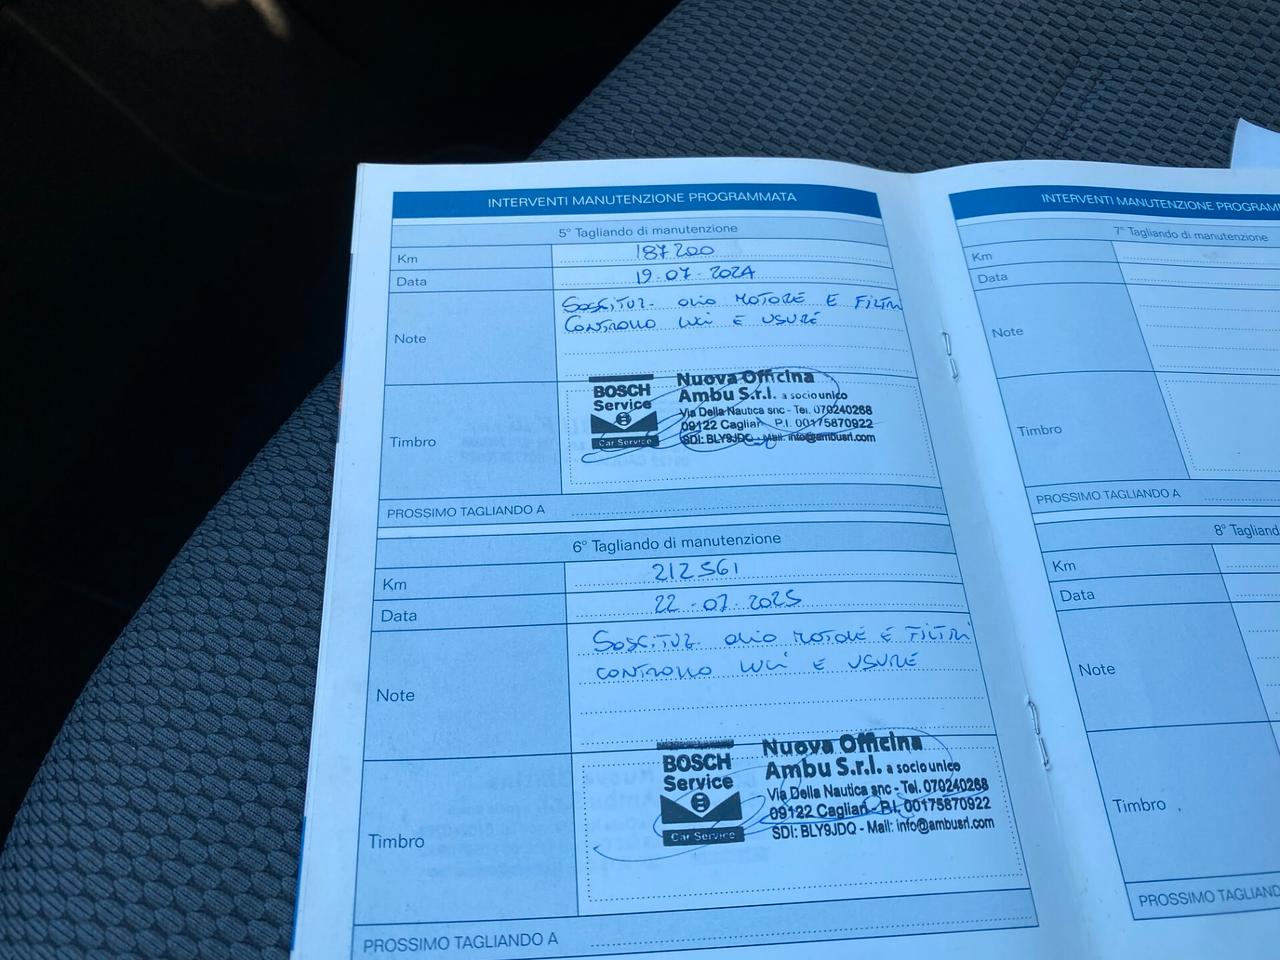 INTERVENTI MANUTENZIONE PROGRAMMATA
5° Tagliando di manutenzione
Km 187200
Data 19-07-2024
Note
Sostituz. olio MOTORE E FILTRI
CONTROLLO LUCI E USURE
Timbro
BOSCH
Service
Car Service
Nuova Officina
Ambu S.r.l. a socio unico
Via Della Nautica snc - Tel. 070240268
09122 Cagliari - P.I. 00175870922
SDI: BLY9JDQ - Mail: info@ambusrl.com
PROSSIMO TAGLIANDO A
6° Tagliando di manutenzione
Km 212561
Data 22-07-2025
Note
SOSTITUZ. OLIO MOTORE E FILTRI
CONTROLLO LUCI E USURE
Timbro
BOSCH
Service
Car Service
Nuova Officina
Ambu S.r.l. a socio unico
Via Della Nautica snc - Tel. 070240268
09122 Cagliari - P.I. 00175870922
SDI: BLY9JDQ - Mail: info@ambusrl.com
PROSSIMO TAGLIANDO A
INTERVENTI MANUTENZIONE PROGRAMM
7° Tagliando di manutenzione
Km
Data
Note
Timbro
PROSSIMO TAGLIANDO A
8° Tagliand
Km
Data
Note
Timbro
PROSSIMO TAGLIAND